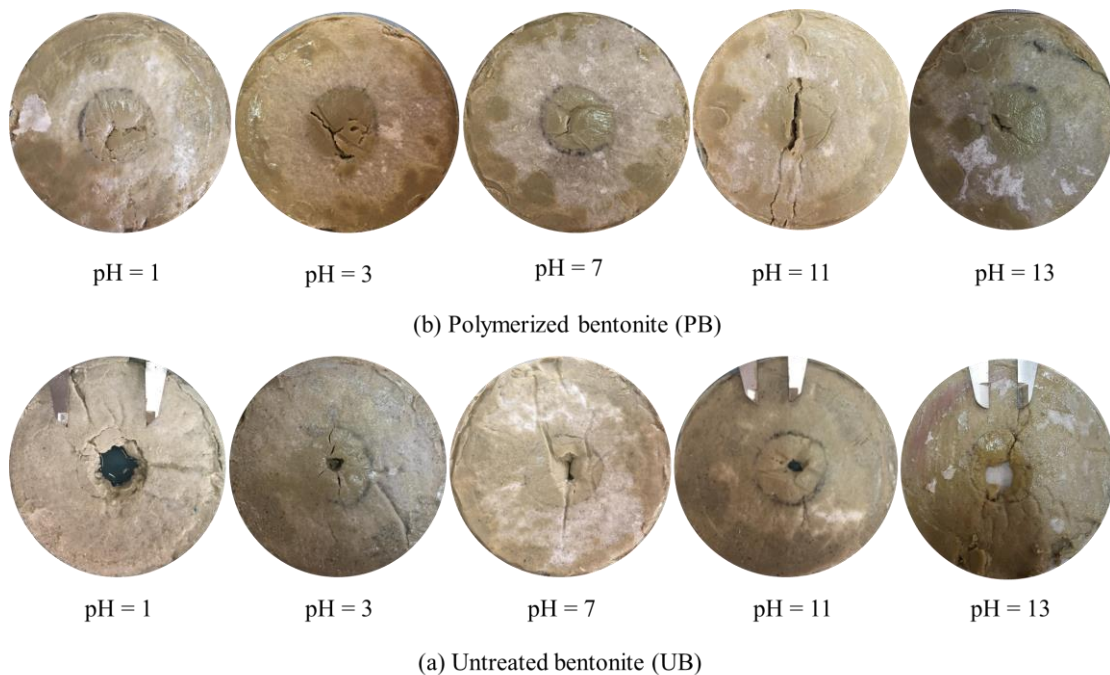 pH = 1 pH = 3 pH = 7 pH = 11 pH = 13
(b) Polymerized bentonite (PB)
pH = 1 pH = 3 pH = 7 pH = 11 pH = 13
(a) Untreated bentonite (UB)